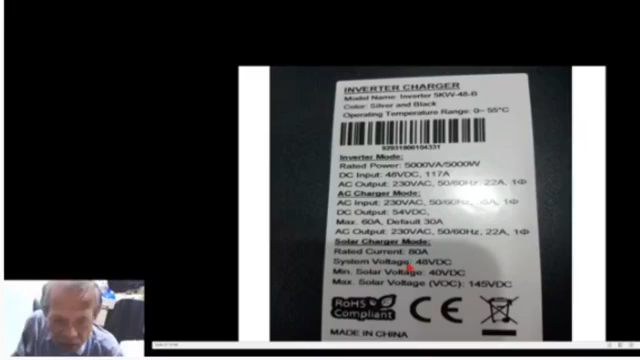 INVERTER CHARGER
Model Name: Inverter 5KW-48-B
Color: Silver and Black
Operating Temperature Range: 0~ 55°C
92931800104331
Inverter Mode:
Rated Power: 5000VA/5000W
DC Input: 48VDC, 117A
AC Output: 230VAC, 50/60Hz, 22A, 1Φ
AC Charger Mode:
AC Input: 230VAC, 50/60Hz, 1Φ
DC Output: 54VDC,
Max. 60A, Default 30A
AC Output: 230VAC, 50/60Hz, 22A, 1Φ
Solar Charger Mode:
Rated Current: 80A
System Voltage: 48VDC
Min. Solar Voltage: 40VDC
Max. Solar Voltage (VOC): 145VDC
RoHS
Compliant
CE
MADE IN CHINA